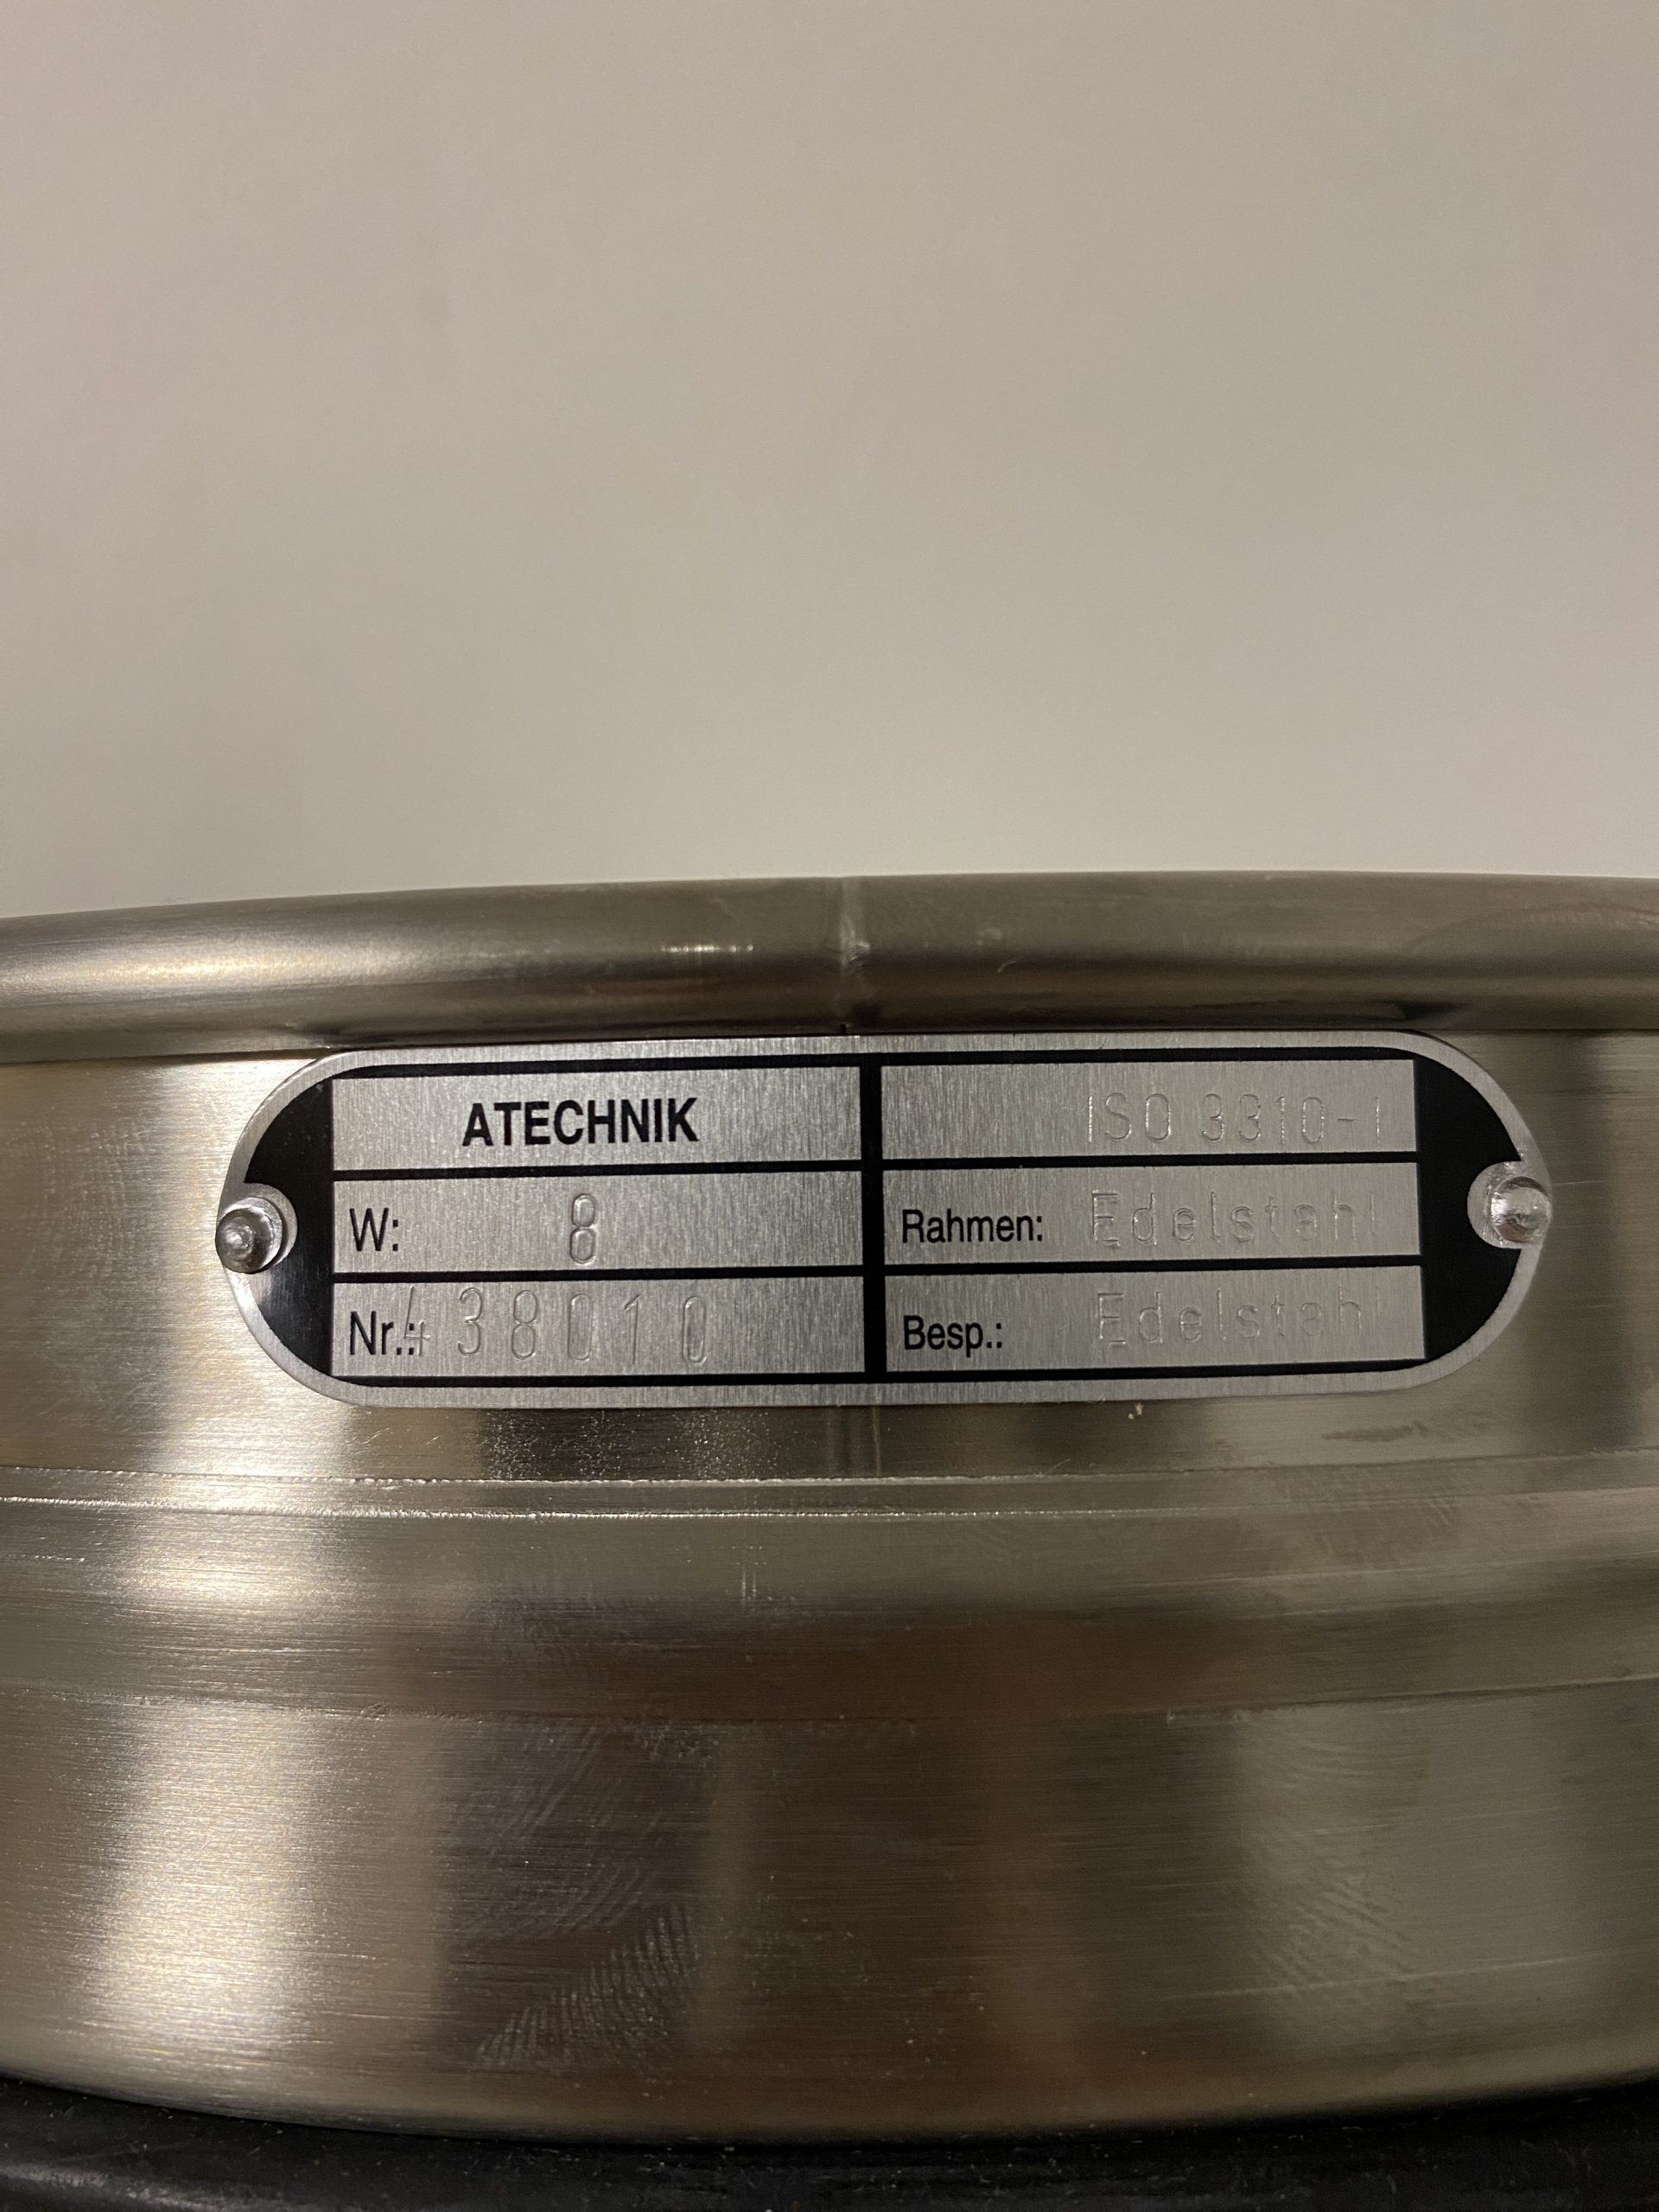 ATECHNIK
ISO 3310-1
W: 8
Rahmen: Edelstahl
Nr.: 438010
Besp.: Edelstahl